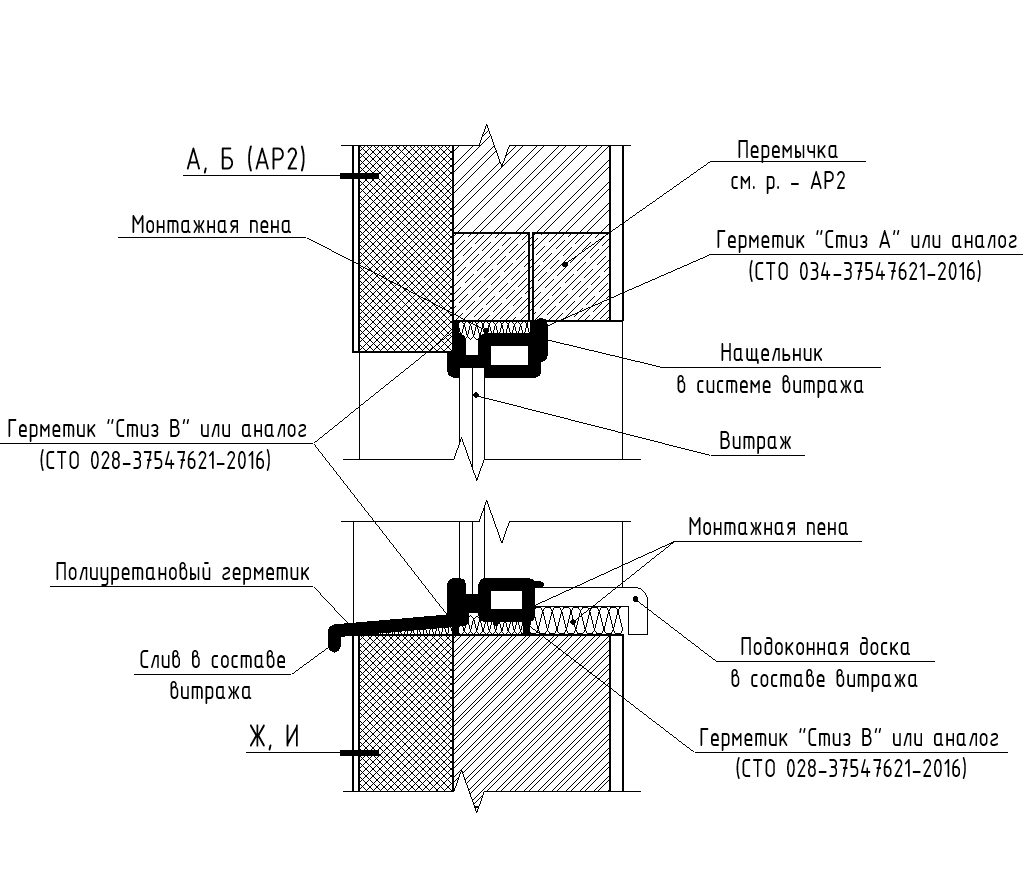 Перемычка
см. р. - АР2
А, Б (АР2)
Монтажная пена
Герметик "Стиз А" или аналог
(СТО 034-37547621-2016)
Нащельник
в системе витража
Герметик "Стиз В" или аналог
(СТО 028-37547621-2016)
Витраж
Монтажная пена
Полиуретановый герметик
Слив в составе
витража
Подоконная доска
в составе витража
Ж, И
Герметик "Стиз В" или аналог
(СТО 028-37547621-2016)